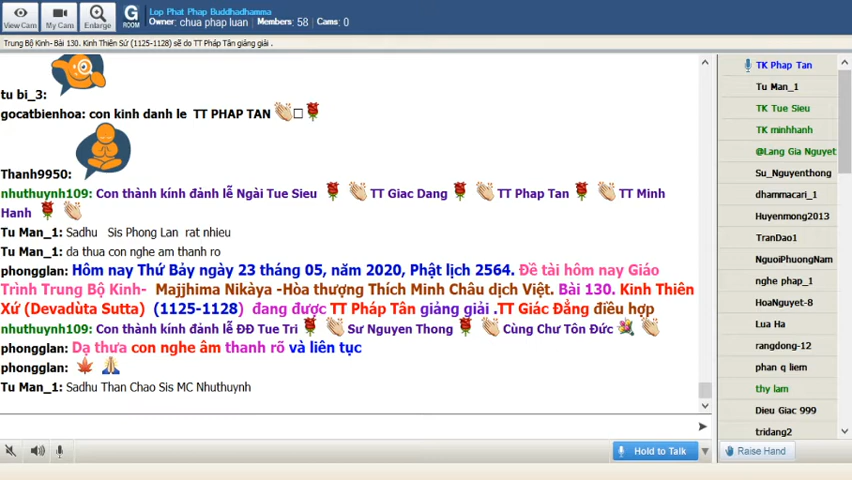 View Cam
My Cam
Enlarge
G
ROOM
Lop Phat Phap Buddhadhamma
Owner: chua phap luan Members: 58 Cams: 0
Trung Bộ Kinh- Bài 130. Kinh Thiên Sứ (1125-1128) sẽ do TT Pháp Tân giảng giải .
tu bi_3:
gocatbienhoa: con kinh danh le TT PHAP TAN 👏□🌹
Thanh9950:
nhuthuynh109: Con thành kính đảnh lễ Ngài Tue Sieu 🌹 👏 TT Giac Dang 🌹 👏 TT Phap Tan 🌹 👏 TT Minh
Hanh 🌹 👏
Tu Man_1: Sadhu Sis Phong Lan rat nhieu
Tu Man_1: da thua con nghe am thanh ro
phongglan: Hôm nay Thứ Bảy ngày 23 tháng 05, năm 2020, Phật lịch 2564. Đề tài hôm nay Giáo
Trình Trung Bộ Kinh- Majjhima Nikàya -Hòa thượng Thích Minh Châu dịch Việt. Bài 130. Kinh Thiên
Xứ (Devadùta Sutta) (1125-1128) đang được TT Pháp Tân giảng giải .TT Giác Đẳng điều hợp
nhuthuynh109: Con thành kính đảnh lễ ĐĐ Tue Tri 🌹 👏 Sư Nguyen Thong 🌹 👏 Cùng Chư Tôn Đức 💐 👏
phongglan: Dạ thưa con nghe âm thanh rõ và liên tục
phongglan: 🍁 🙏
Tu Man_1: Sadhu Than Chao Sis MC Nhuthuynh
Hold to Talk
TK Phap Tan
Tu Man_1
TK Tue Sieu
TK minhhanh
@Lang Gia Nguyet
Su_Nguyenthong
dhammacari_1
Huyenmong2013
TranDao1
NguoiPhuongNam
nghe phap_1
HoaNguyet-8
Lua Ha
rangdong-12
phan q liem
thy lam
Dieu Giac 999
tridang2
Raise Hand